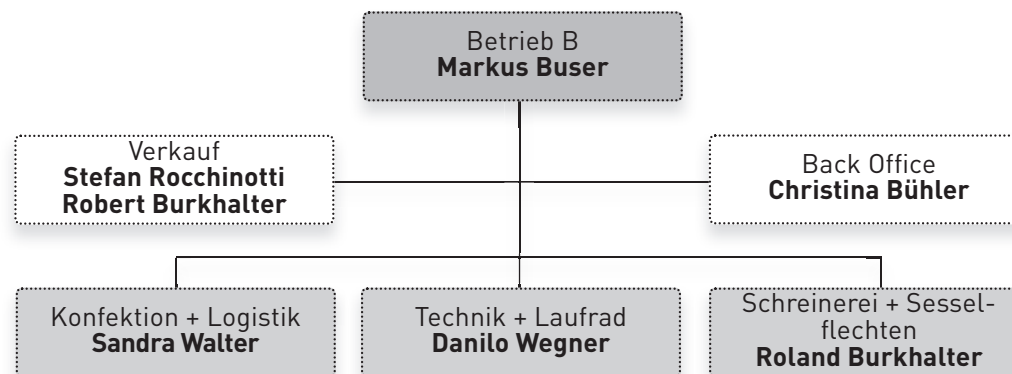 Betrieb B
Markus Buser
Verkauf
Stefan Rocchinotti
Robert Burkhalter
Back Office
Christina Bühler
Konfektion + Logistik
Sandra Walter
Technik + Laufrad
Danilo Wegner
Schreinerei + Sessel-
flechten
Roland Burkhalter